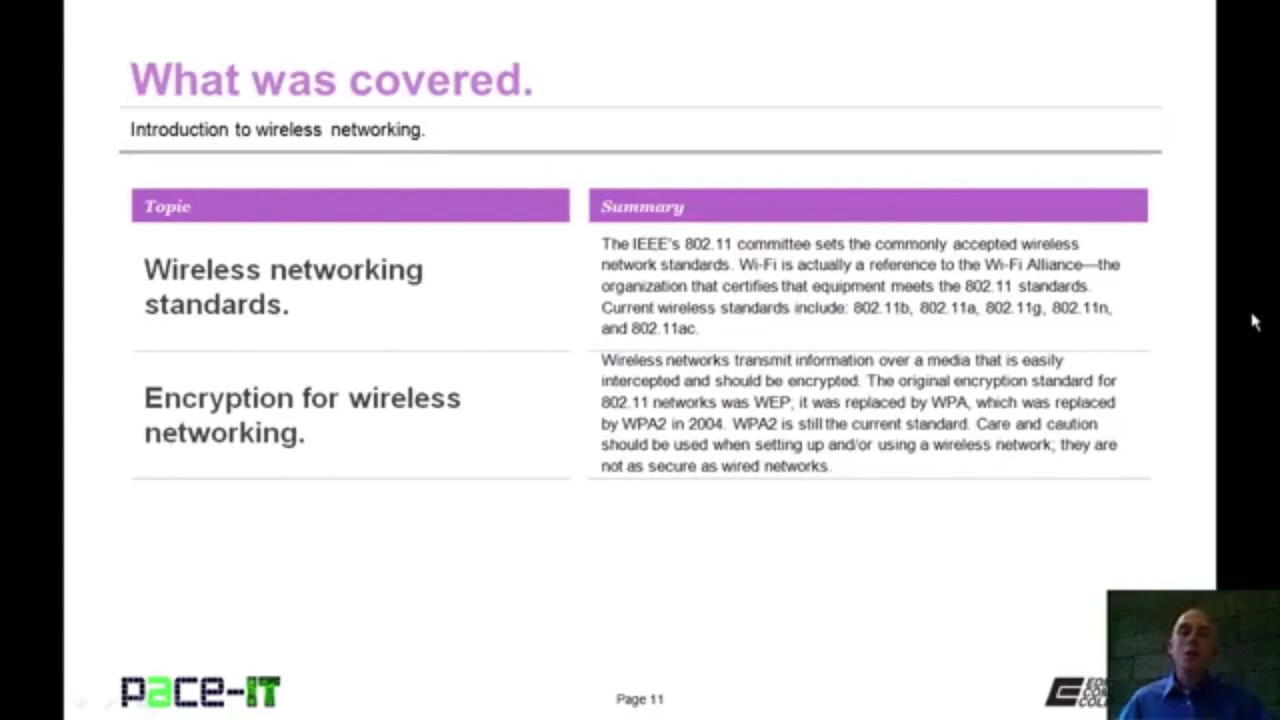 What was covered.
Introduction to wireless networking.
Topic
Summary
Wireless networking
standards.
The IEEE's 802.11 committee sets the commonly accepted wireless
network standards. Wi-Fi is actually a reference to the Wi-Fi Alliance—the
organization that certifies that equipment meets the 802.11 standards.
Current wireless standards include: 802.11b, 802.11a, 802.11g, 802.11n,
and 802.11ac.
Encryption for wireless
networking.
Wireless networks transmit information over a media that is easily
intercepted and should be encrypted. The original encryption standard for
802.11 networks was WEP; it was replaced by WPA, which was replaced
by WPA2 in 2004. WPA2 is still the current standard. Care and caution
should be used when setting up and/or using a wireless network; they are
not as secure as wired networks.
pace-IT
Page 11